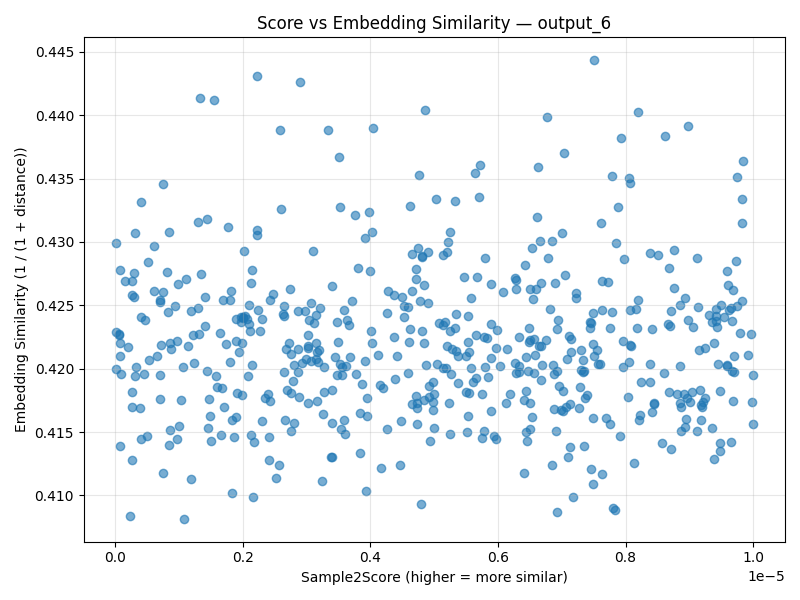 Score vs Embedding Similarity — output_6
Embedding Similarity (1 / (1 + distance))
0.445
0.440
0.435
0.430
0.425
0.420
0.415
0.410
0.0 0.2 0.4 0.6 0.8 1.0
1e−5
Sample2Score (higher = more similar)